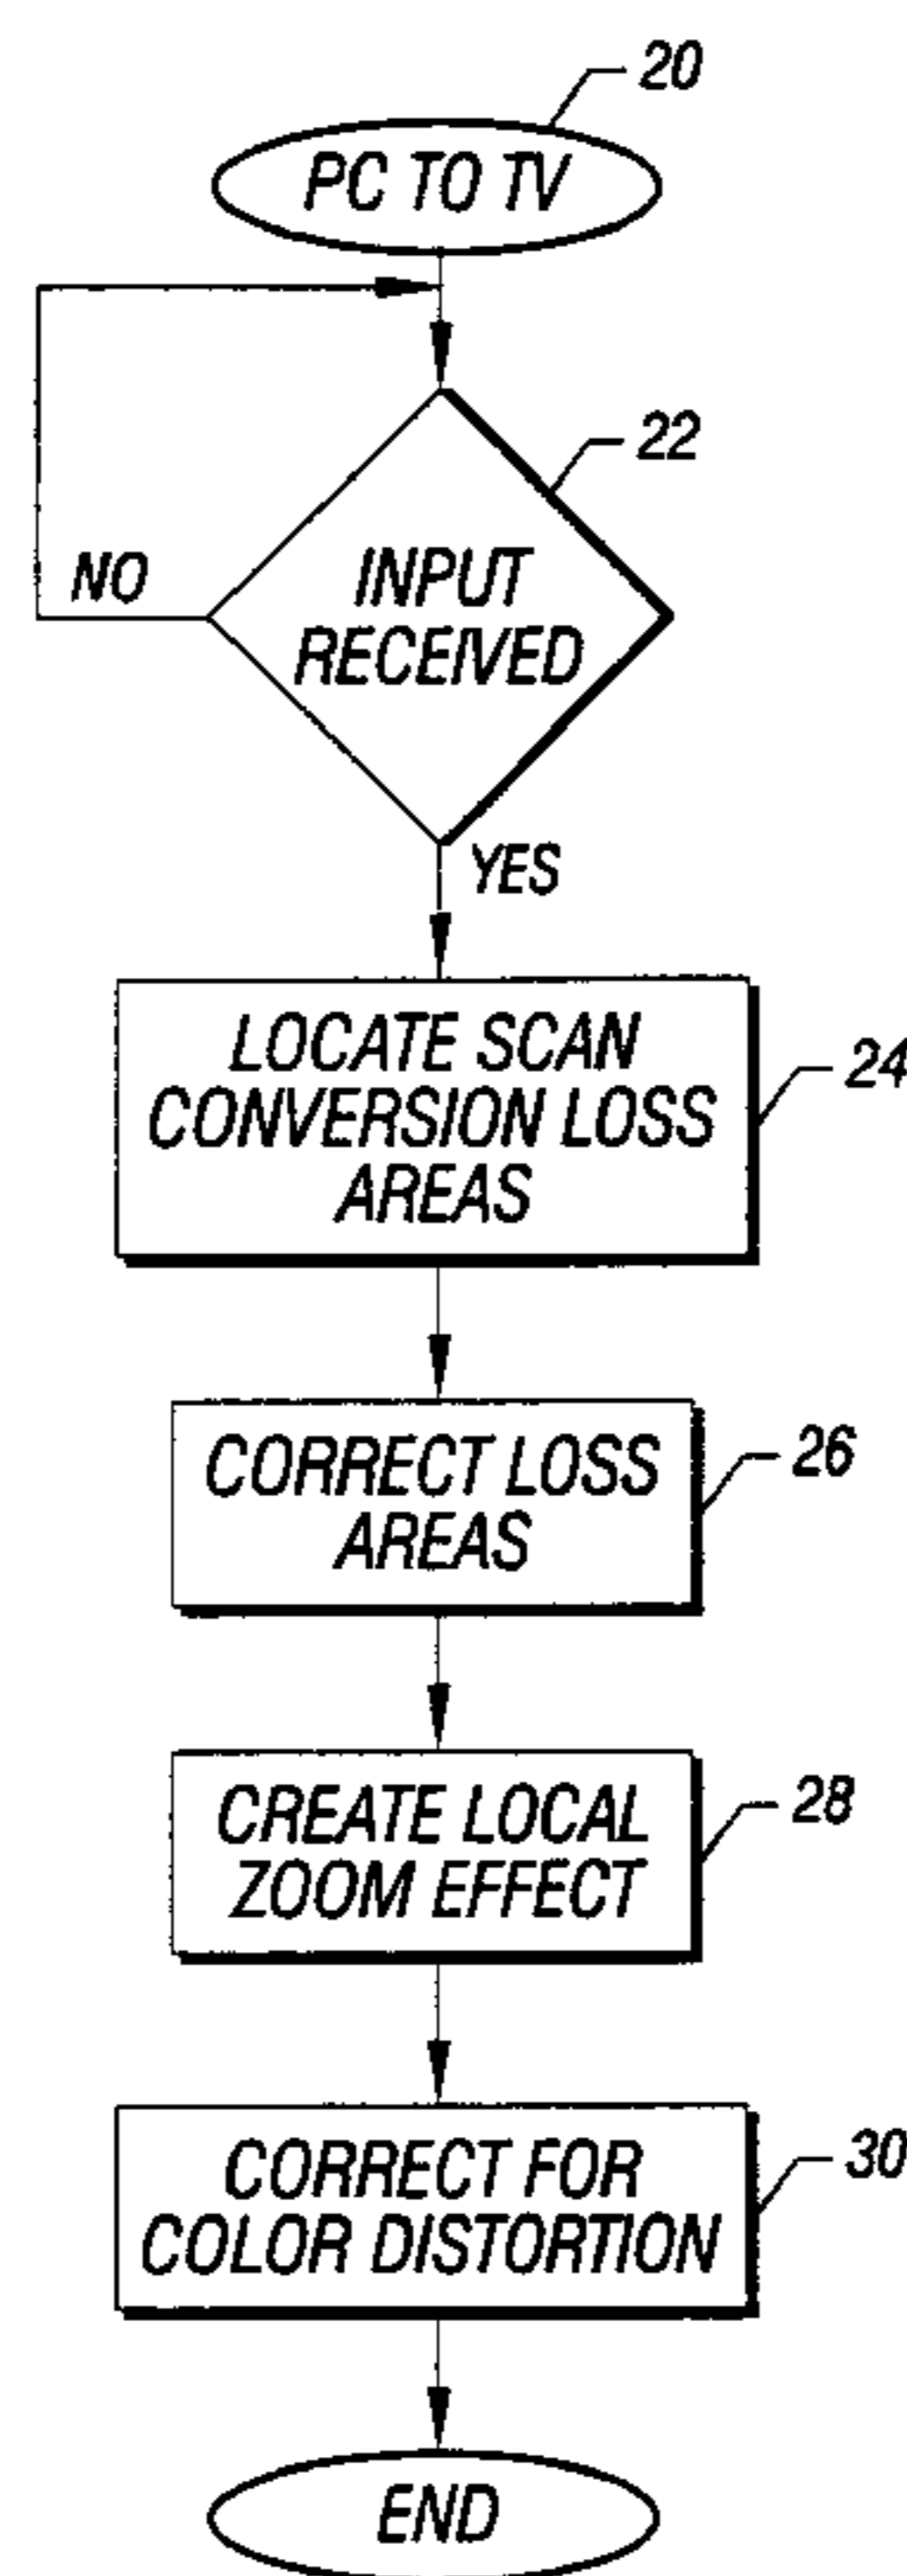 20
PC TO TV
22
INPUT
RECEIVED
NO
YES
LOCATE SCAN
CONVERSION LOSS
AREAS
24
CORRECT LOSS
AREAS
26
CREATE LOCAL
ZOOM EFFECT
28
CORRECT FOR
COLOR DISTORTION
30
END